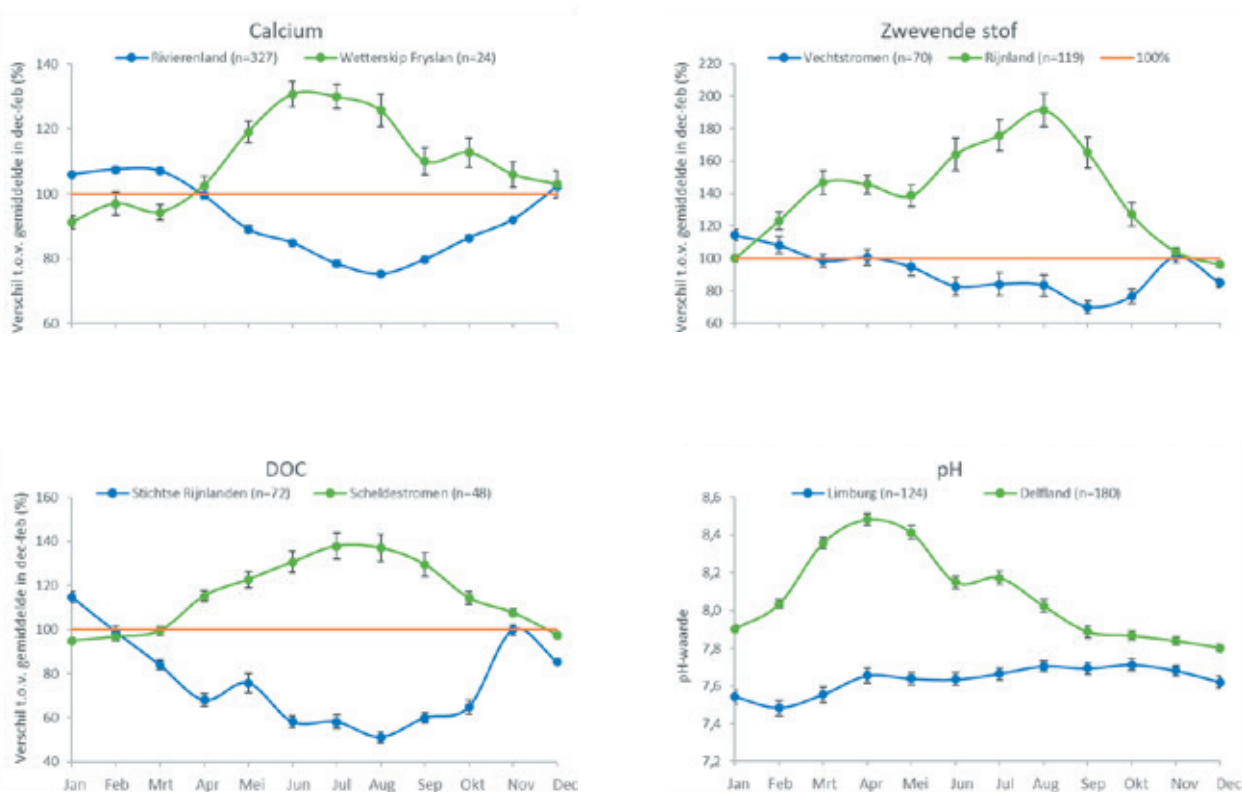 Calcium
Rivierenland (n=327)
Wetterskip Fryslan (n=24)
Verschil t.o.v. gemiddelde in dec-feb (%)
140
120
100
80
60
Zwevende stof
Vechtstromen (n=70)
Rijnland (n=119)
100%
Verschil t.o.v. gemiddelde in dec-feb (%)
220
200
180
160
140
120
100
80
60
DOC
Stichtse Rijnlanden (n=72)
Scheldestromen (n=48)
Verschil t.o.v. gemiddelde in dec-feb (%)
160
140
120
100
80
60
40
Jan Feb Mrt Apr Mei Jun Jul Aug Sep Okt Nov Dec
pH
Limburg (n=124)
Delfland (n=180)
pH-waarde
8,6
8,4
8,2
8,0
7,8
7,6
7,4
7,2
Jan Feb Mrt Apr Mei Jun Jul Aug Sep Okt Nov Dec